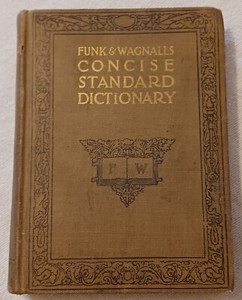 FUNK & WAGNALLS
CONCISE
STANDARD
DICTIONARY
F W